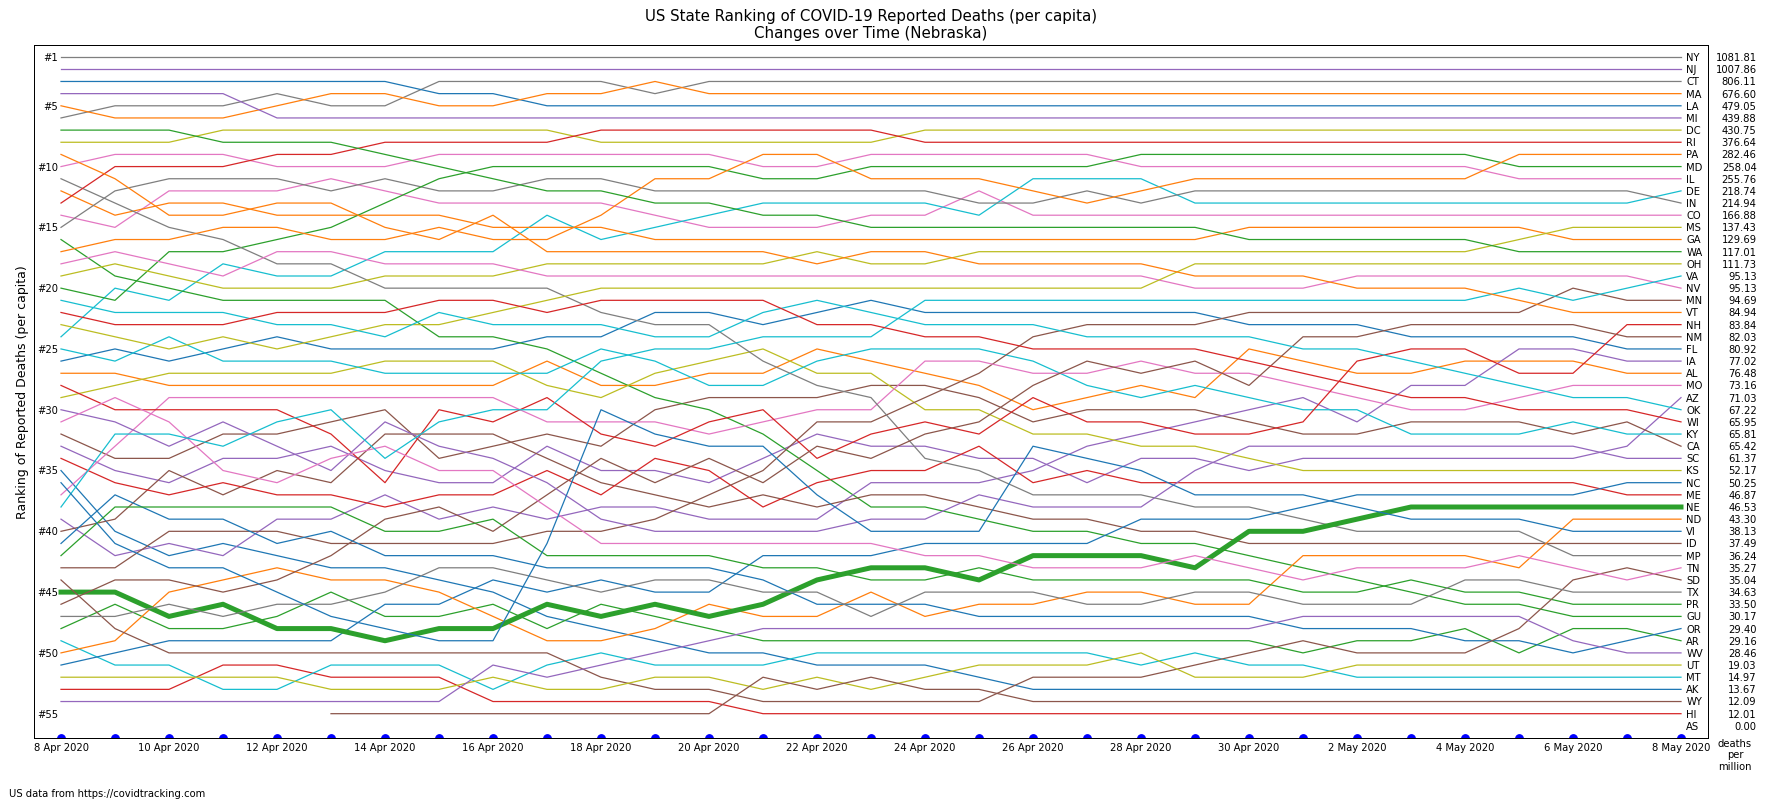 US State Ranking of COVID-19 Reported Deaths (per capita)
Changes over Time (Nebraska)
Ranking of Reported Deaths (per capita)
#1
#5
#10
#15
#20
#25
#30
#35
#40
#45
#50
#55
NY 1081.81
NJ 1007.86
CT 806.11
MA 676.60
LA 479.05
MI 439.88
DC 430.75
RI 376.64
PA 282.46
MD 258.04
IL 255.76
DE 218.74
IN 214.94
CO 166.88
MS 137.43
GA 129.69
WA 117.01
OH 111.73
VA 95.13
NV 95.13
MN 94.69
VT 84.94
NH 83.84
NM 82.03
FL 80.92
IA 77.02
AL 76.48
MO 73.16
AZ 71.03
OK 67.22
WI 65.95
KY 65.81
CA 65.42
SC 61.37
KS 52.17
NC 50.25
ME 46.87
NE 46.53
ND 43.30
VI 38.13
ID 37.49
MP 36.24
TN 35.27
SD 35.04
TX 34.63
PR 33.50
GU 30.17
OR 29.40
AR 29.16
WV 28.46
UT 19.03
MT 14.97
AK 13.67
WY 12.09
HI 12.01
AS 0.00
8 Apr 2020 10 Apr 2020 12 Apr 2020 14 Apr 2020 16 Apr 2020 18 Apr 2020 20 Apr 2020 22 Apr 2020 24 Apr 2020 26 Apr 2020 28 Apr 2020 30 Apr 2020 2 May 2020 4 May 2020 6 May 2020 8 May 2020
deaths
per
million
US data from https://covidtracking.com